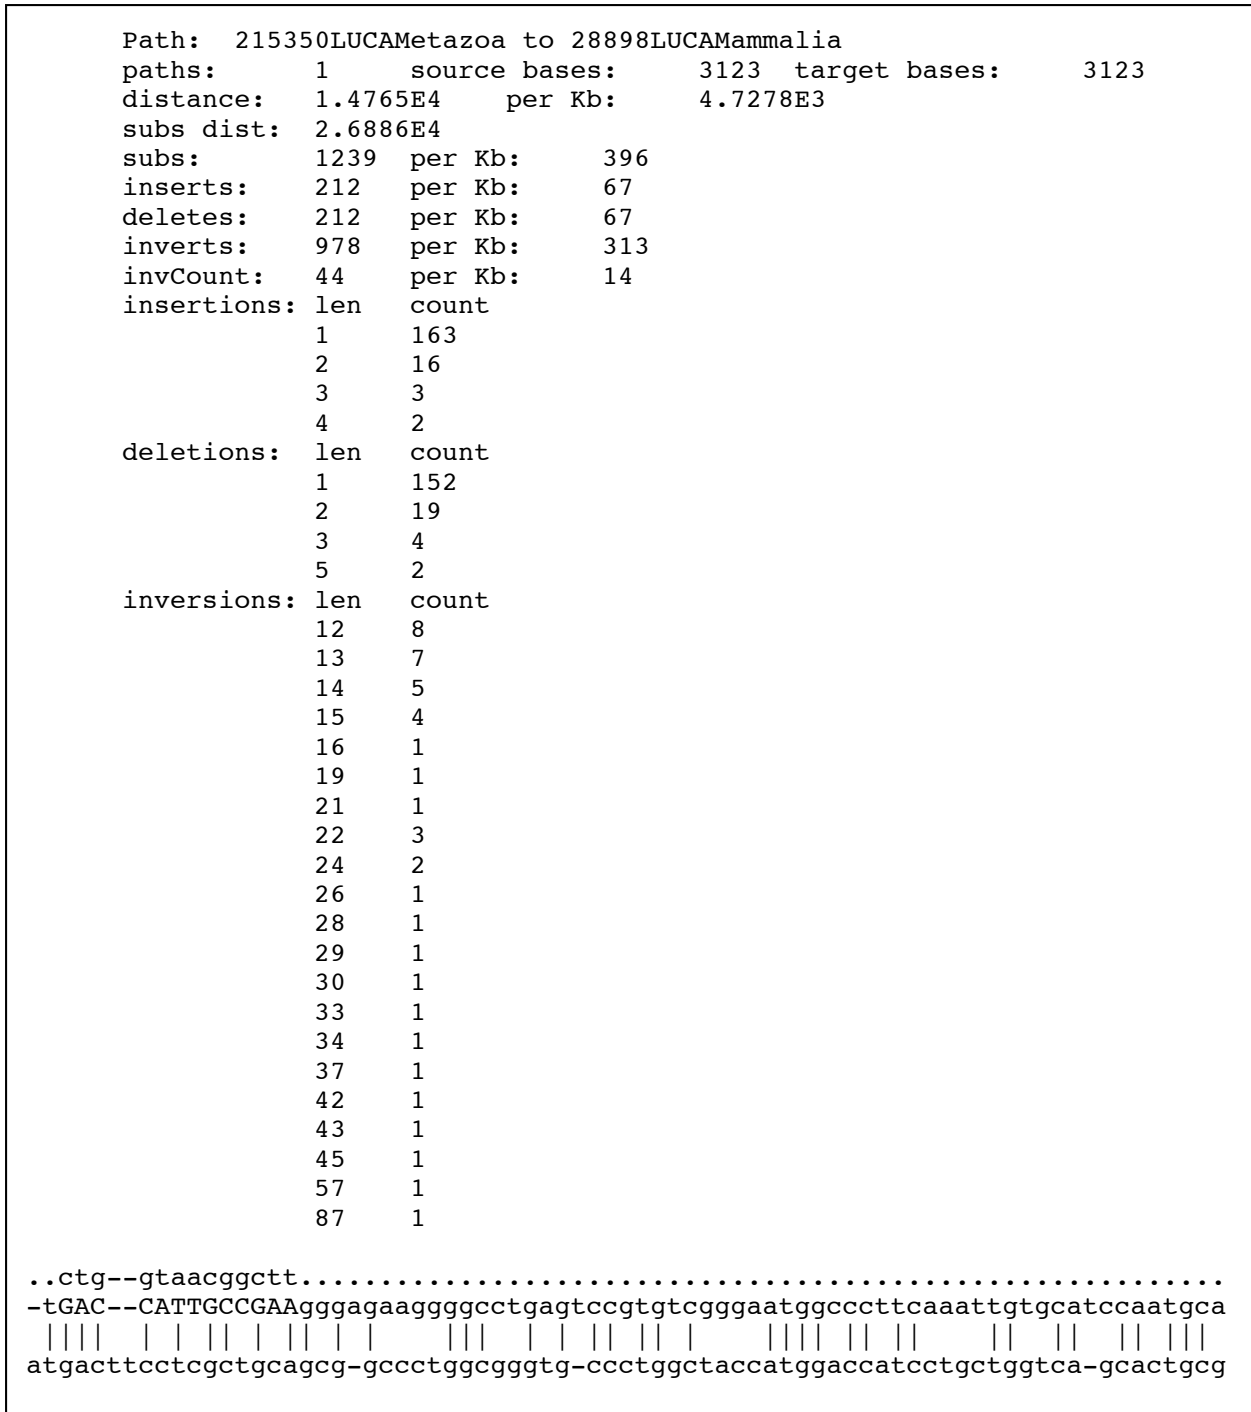 Path: 215350LUCAMetazoa to 28898LUCAMammalia
paths: 1 source bases: 3123 target bases: 3123
distance: 1.4765E4 per Kb: 4.7278E3
subs dist: 2.6886E4
subs: 1239 per Kb: 396
inserts: 212 per Kb: 67
deletes: 212 per Kb: 67
inverts: 978 per Kb: 313
invCount: 44 per Kb: 14
insertions: len count
1 163
2 16
3 3
4 2
deletions: len count
1 152
2 19
3 4
5 2
inversions: len count
12 8
13 7
14 5
15 4
16 1
19 1
21 1
22 3
24 2
26 1
28 1
29 1
30 1
33 1
34 1
37 1
42 1
43 1
45 1
57 1
87 1
..ctg--gtaacggctt..........................................................
-tGAC--CATTGCCGAAgggagaaggggcctgagtccgtgtcgggaatggcccttcaaattgtgcatccaatgca
 ||||  | | || | || | |    |||  | | || || |    |||| || ||    ||  ||  || |||
atgacttcctcgctgcagcg-gccctggcgggtg-ccctggctaccatggaccatcctgctggtca-gcactgcg